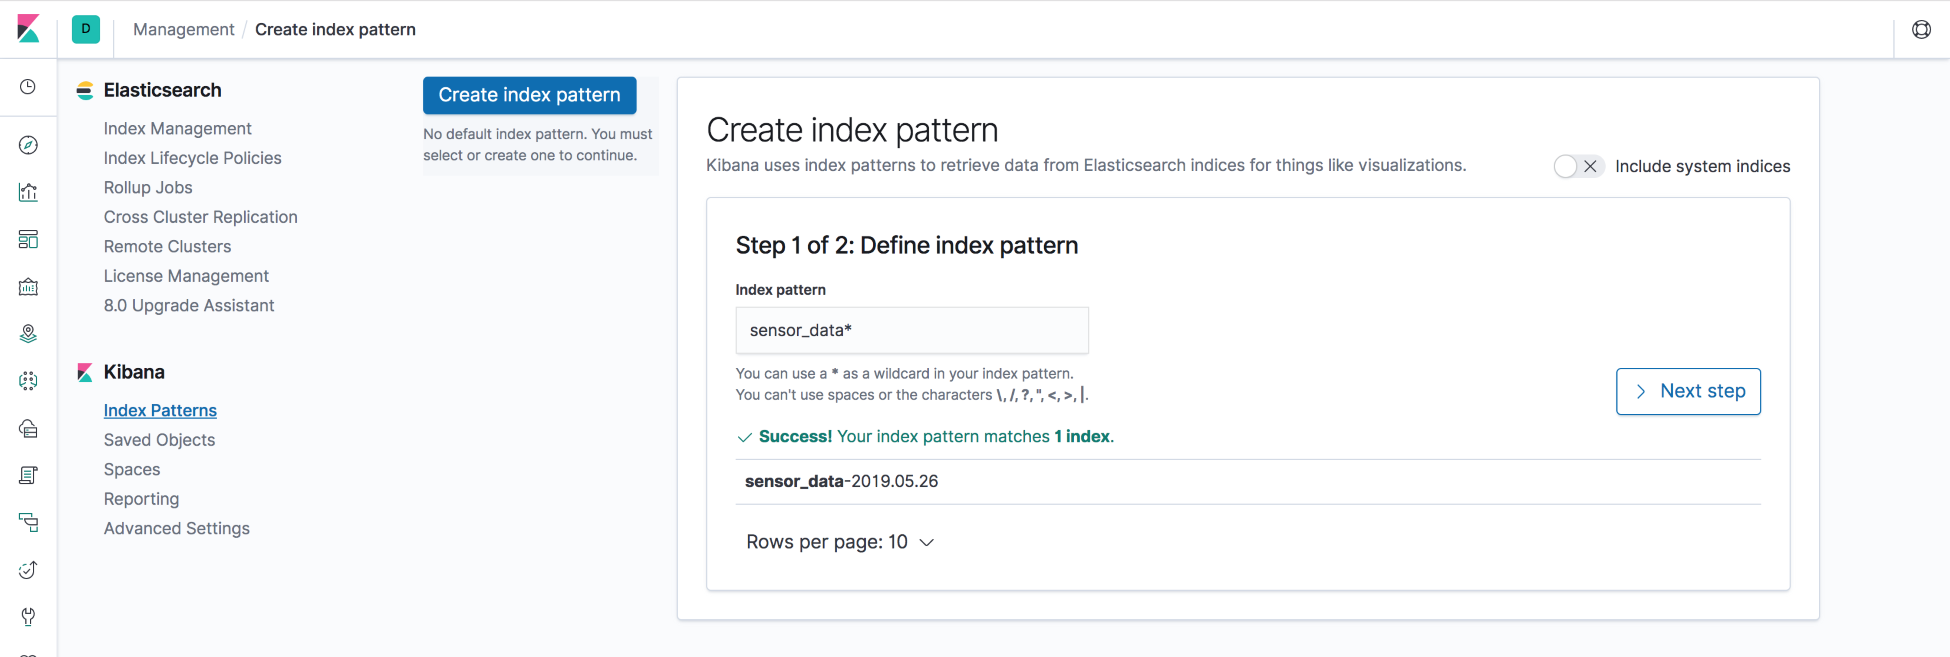 D
Management / Create index pattern
Elasticsearch
Index Management
Index Lifecycle Policies
Rollup Jobs
Cross Cluster Replication
Remote Clusters
License Management
8.0 Upgrade Assistant
Kibana
Index Patterns
Saved Objects
Spaces
Reporting
Advanced Settings
Create index pattern
No default index pattern. You must
select or create one to continue.
Create index pattern
Kibana uses index patterns to retrieve data from Elasticsearch indices for things like visualizations.
Include system indices
Step 1 of 2: Define index pattern
Index pattern
sensor_data*
You can use a * as a wildcard in your index pattern.
You can't use spaces or the characters \, /, ?, ", <, >, |.
Next step
Success! Your index pattern matches 1 index.
sensor_data-2019.05.26
Rows per page: 10